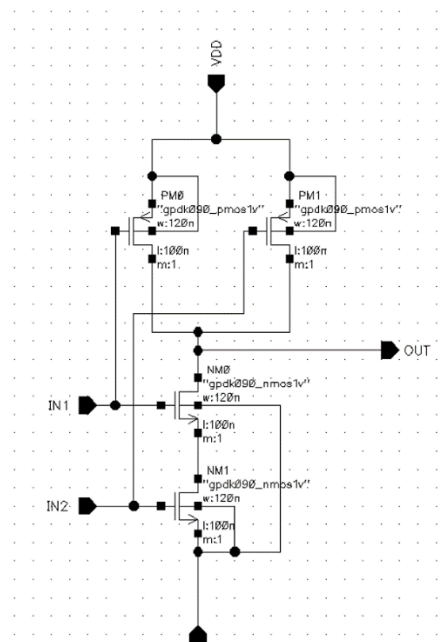 VDD
PM0
"gpdk090_pmos1v"
w:120n
l:100n
m:1
PM1
"gpdk090_pmos1v"
w:120n
l:100n
m:1
OUT
NM0
"gpdk090_nmos1v"
w:120n
l:100n
m:1
IN1
NM1
"gpdk090_nmos1v"
w:120n
l:100n
m:1
IN2